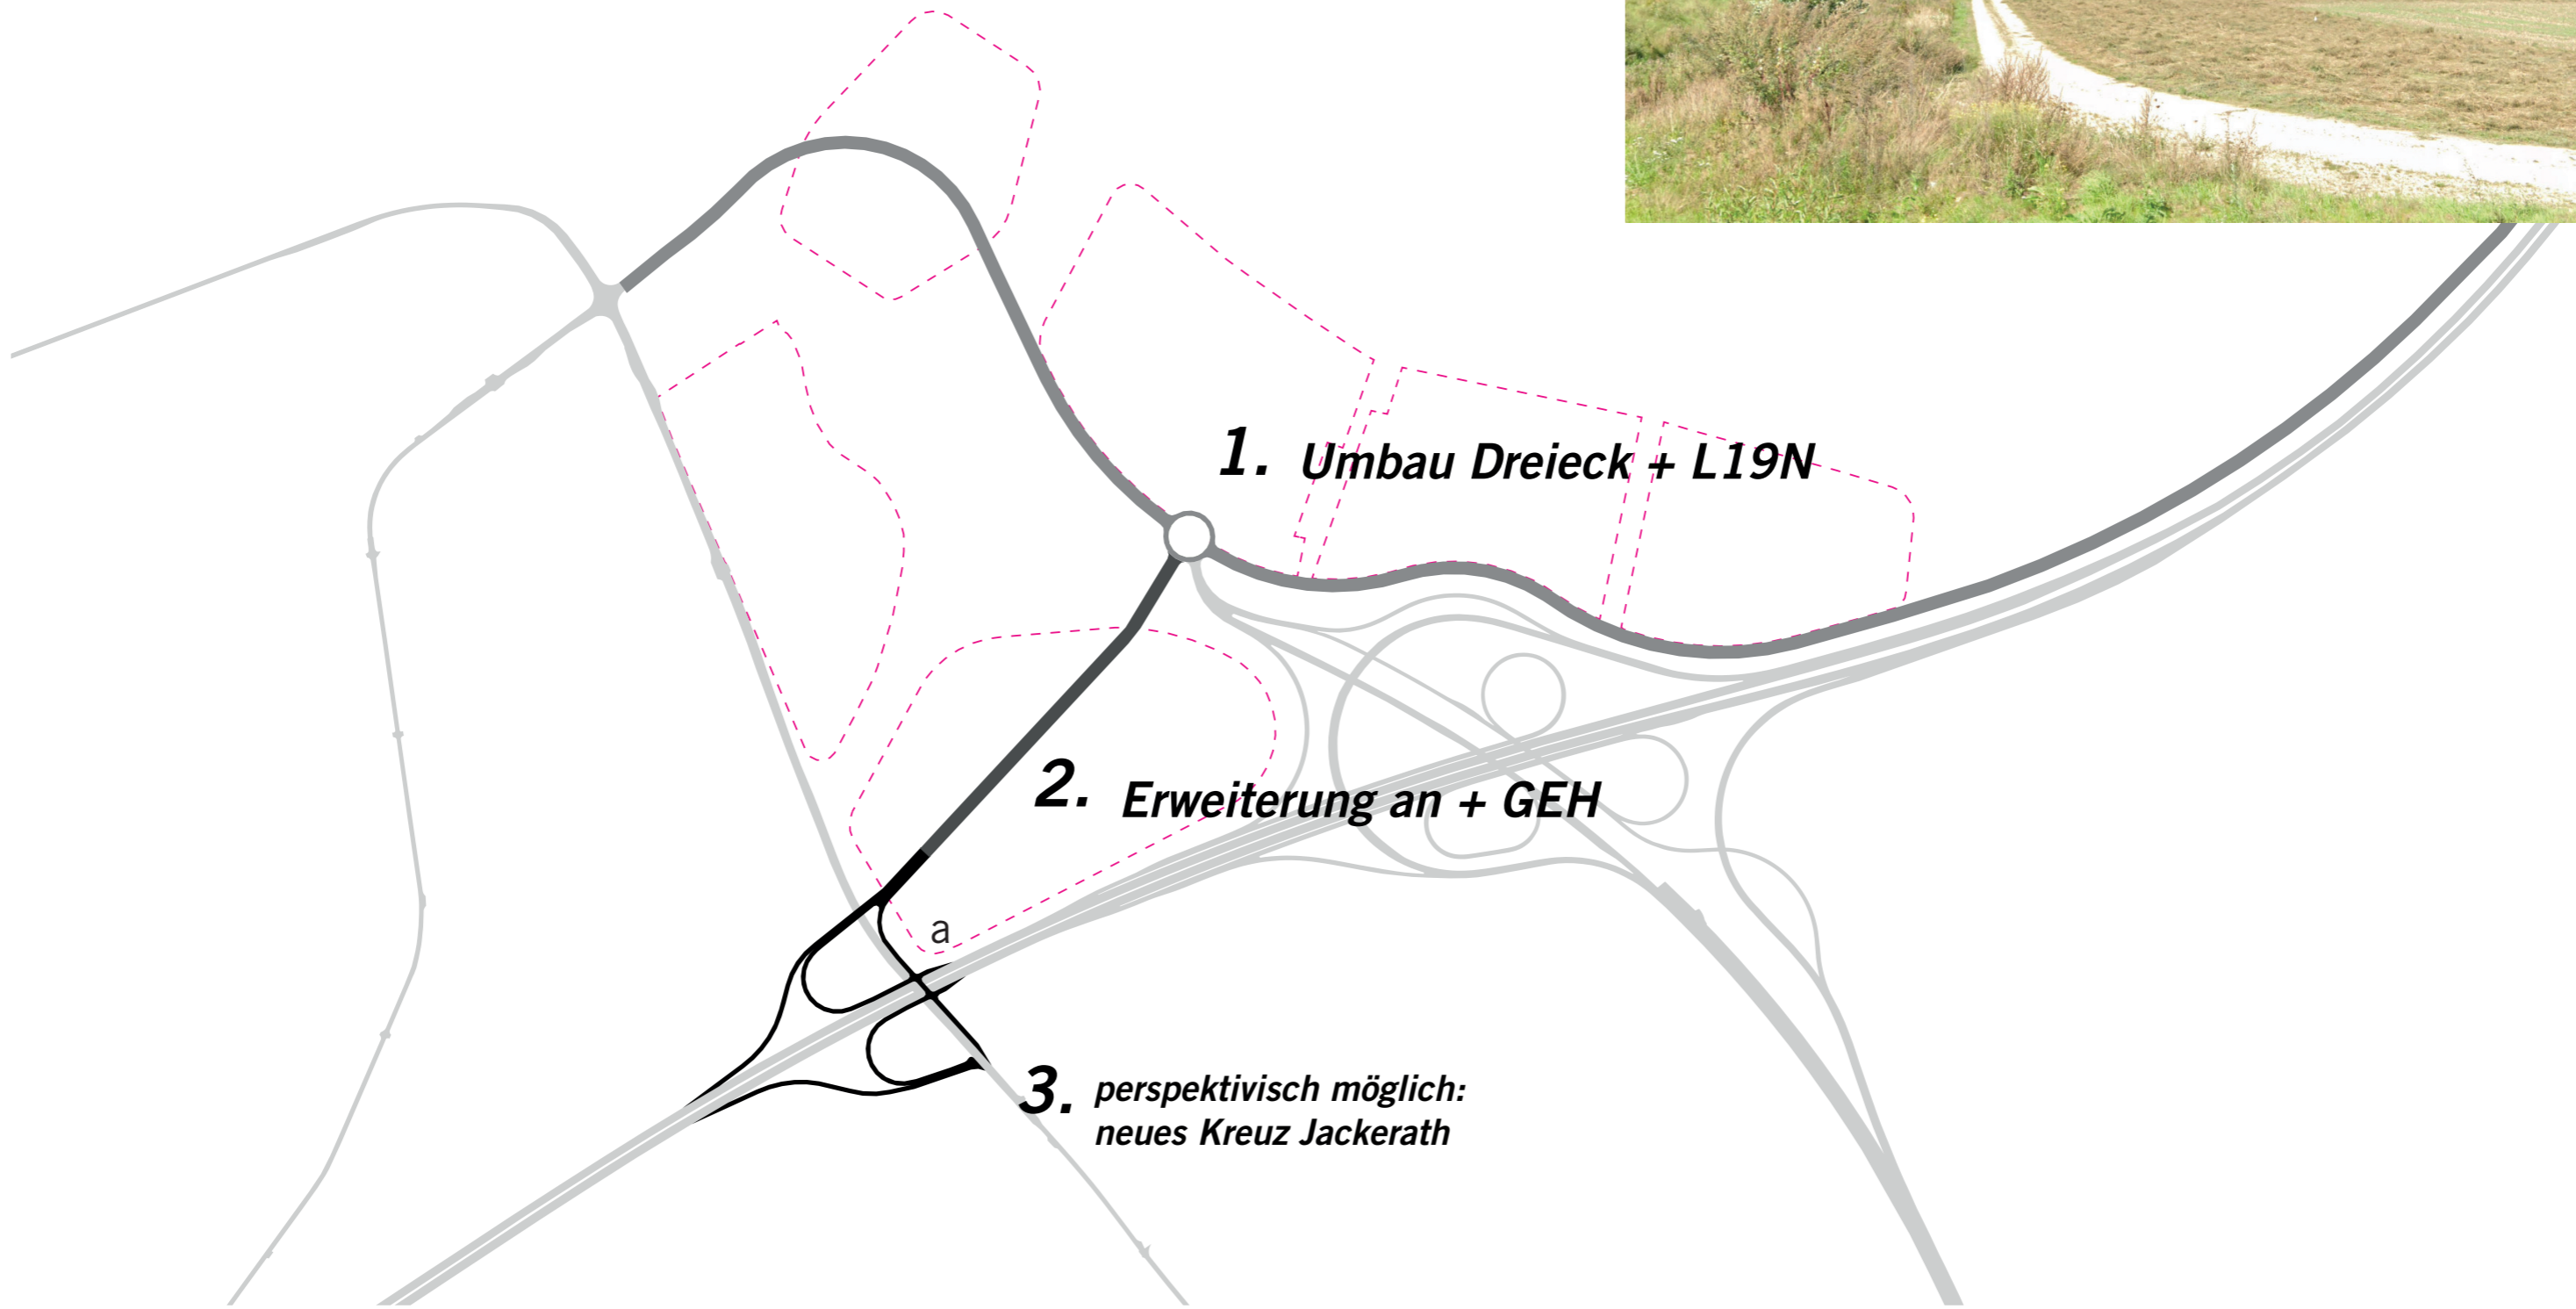 1. Umbau Dreieck + L19N
2. Erweiterung an + GEH
a
3. perspektivisch möglich:
neues Kreuz Jackerath